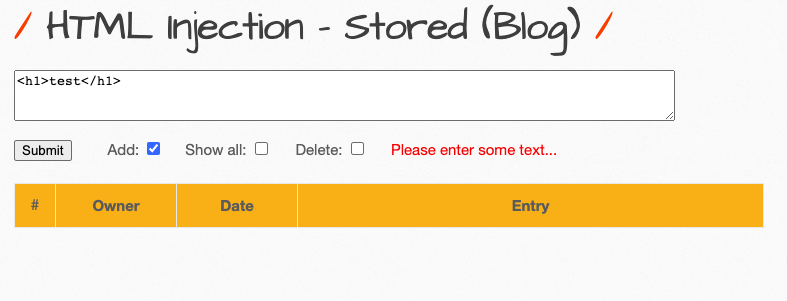 / HTML Injection - Stored (Blog) /
<h1>test</h1>
Submit Add: Show all: Delete: Please enter some text...
# Owner Date Entry